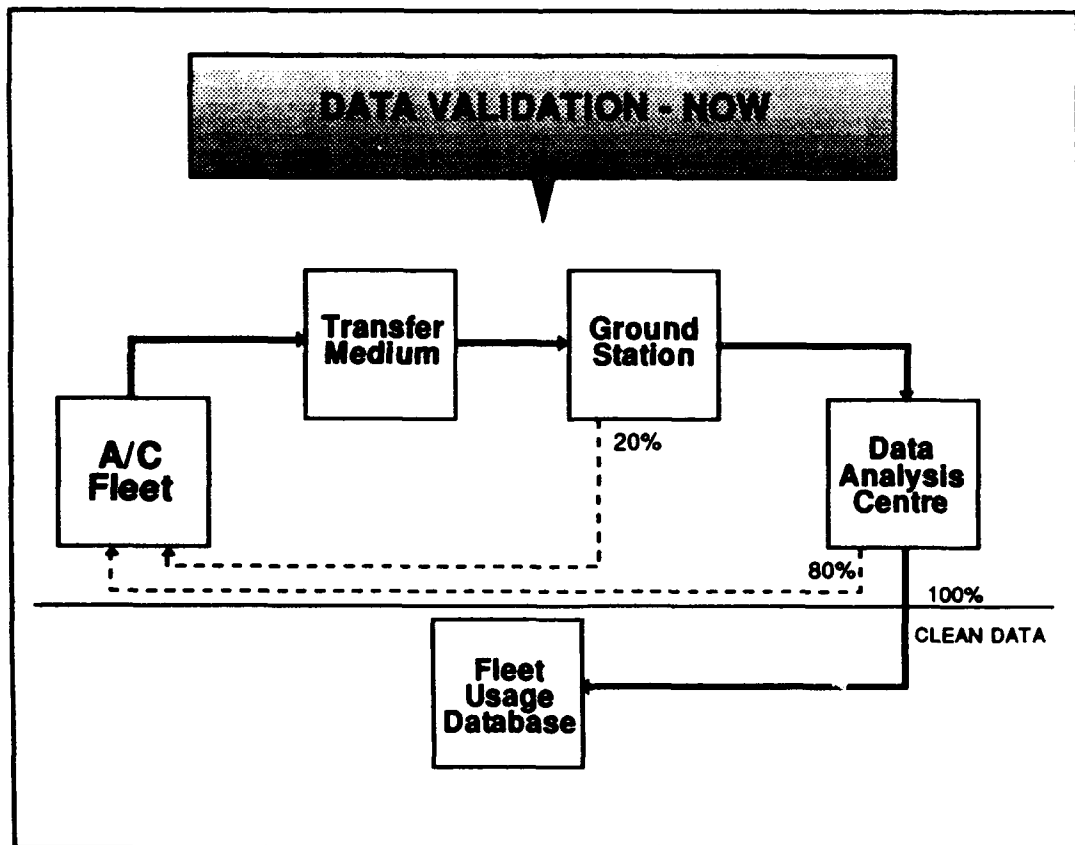 DATA VALIDATION - NOW
Transfer
Medium
Ground
Station
A/C
Fleet
20%
Data
Analysis
Centre
80%
100%
CLEAN DATA
Fleet
Usage
Database